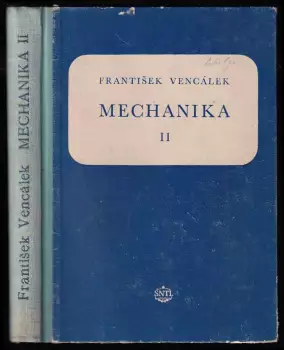 František Vencálek MECHANIKA II
FRANTIŠEK VENCÁLEK
MECHANIKA
II
SNTL